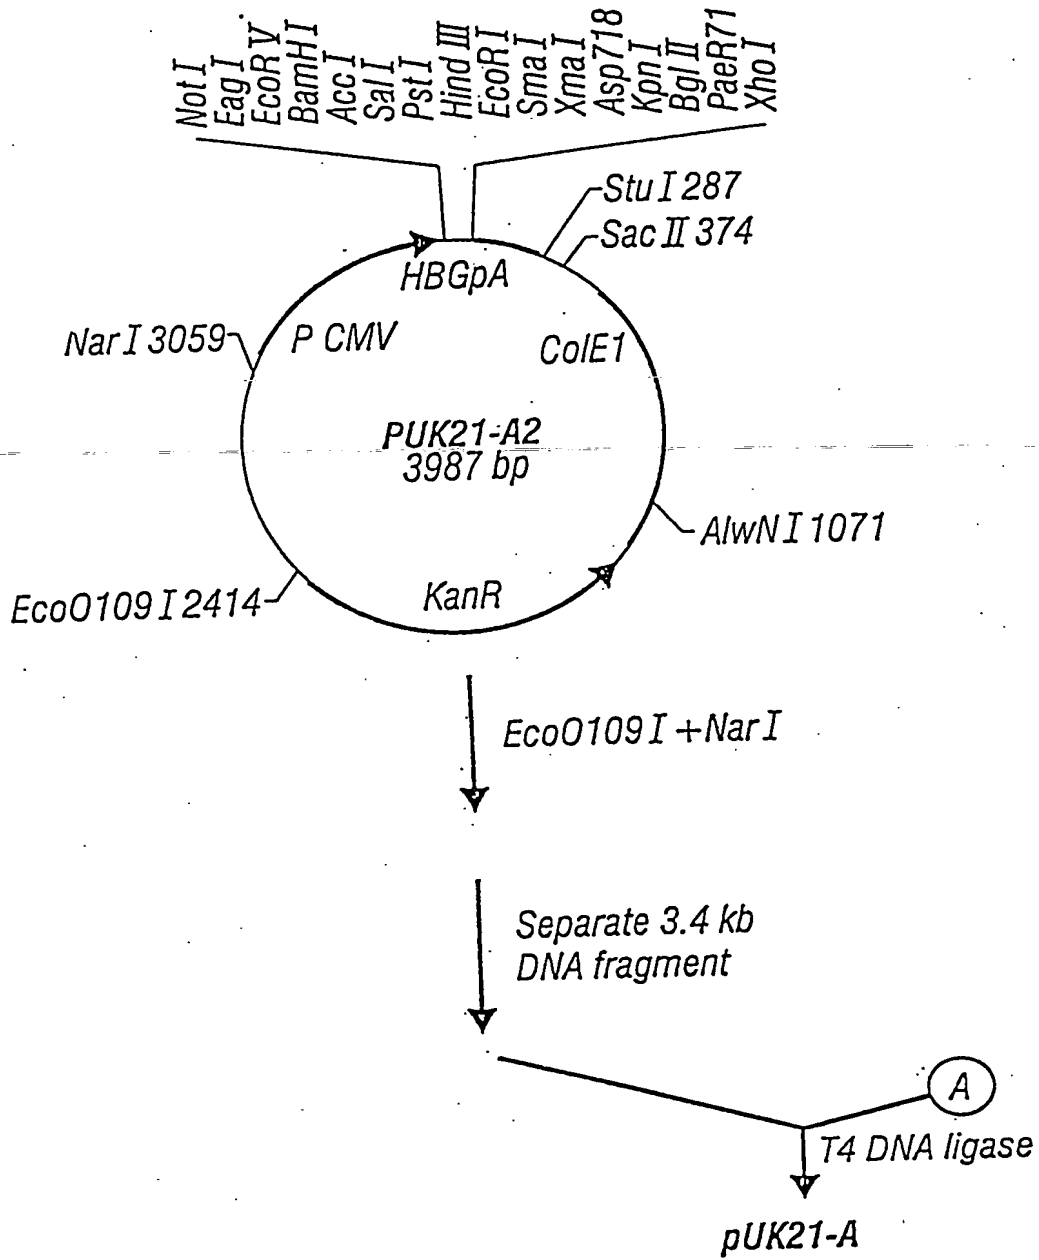 Not I
Eag I
EcoR V
BamH I
Acc I
Sal I
Pst I
Hind III
EcoR I
Sma I
Xma I
Asp718
Kpn I
Bgl II
PaeR71
Xho I
Stu I 287
Sac II 374
HBGpA
Nar I 3059
P CMV
ColE1
PUK21-A2
3987 bp
AlwN I 1071
EcoO109 I 2414
KanR
EcoO109 I + Nar I
Separate 3.4 kb
DNA fragment
A
T4 DNA ligase
pUK21-A